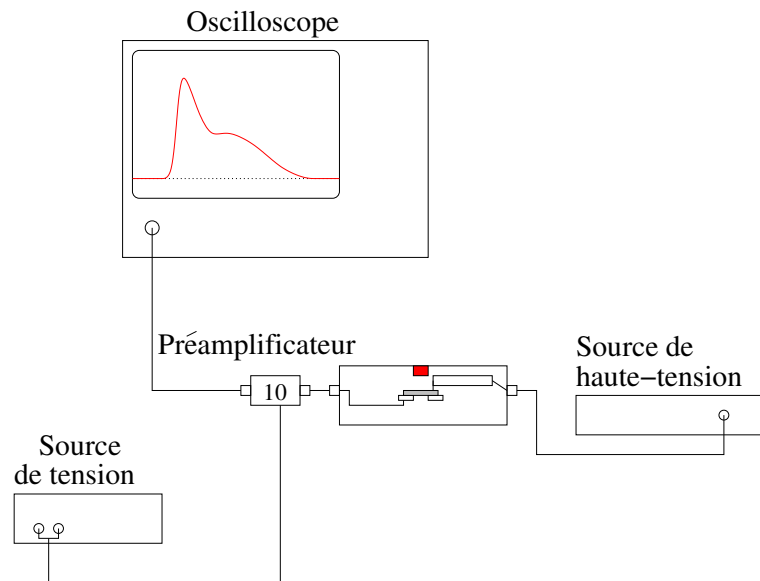 Oscilloscope
Préamplificateur
10
Source de
haute−tension
Source
de tension